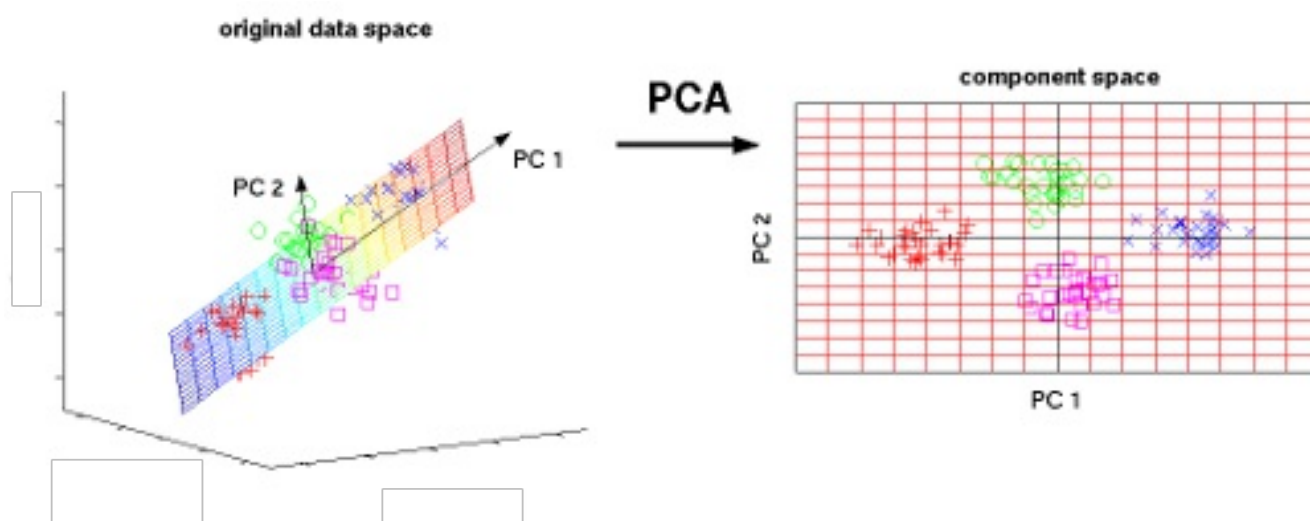 original data space
PCA
component space
PC 1
PC 2
PC 2
PC 1